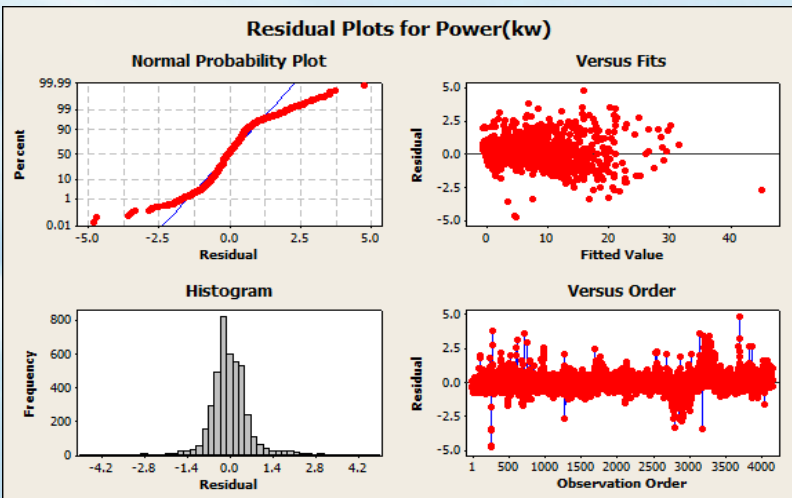 Residual Plots for Power(kw)
Normal Probability Plot
99.99
99
90
50
10
1
0.01
Percent
-5.0 -2.5 0.0 2.5 5.0
Residual
Versus Fits
5.0
2.5
0.0
-2.5
-5.0
Residual
0 10 20 30 40
Fitted Value
Histogram
800
600
400
200
0
Frequency
-4.2 -2.8 -1.4 0.0 1.4 2.8 4.2
Residual
Versus Order
5.0
2.5
0.0
-2.5
-5.0
Residual
1 500 1000 1500 2000 2500 3000 3500 4000
Observation Order